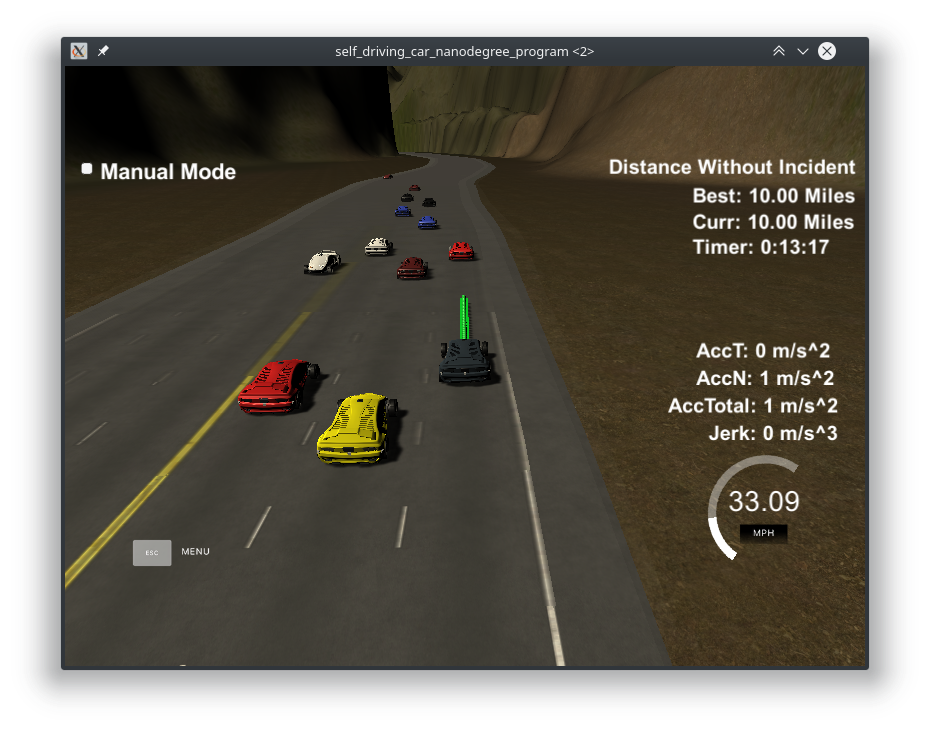 self_driving_car_nanodegree_program <2>
Manual Mode
Distance Without Incident
Best: 10.00 Miles
Curr: 10.00 Miles
Timer: 0:13:17
AccT: 0 m/s^2
AccN: 1 m/s^2
AccTotal: 1 m/s^2
Jerk: 0 m/s^3
33.09
MPH
ESC MENU